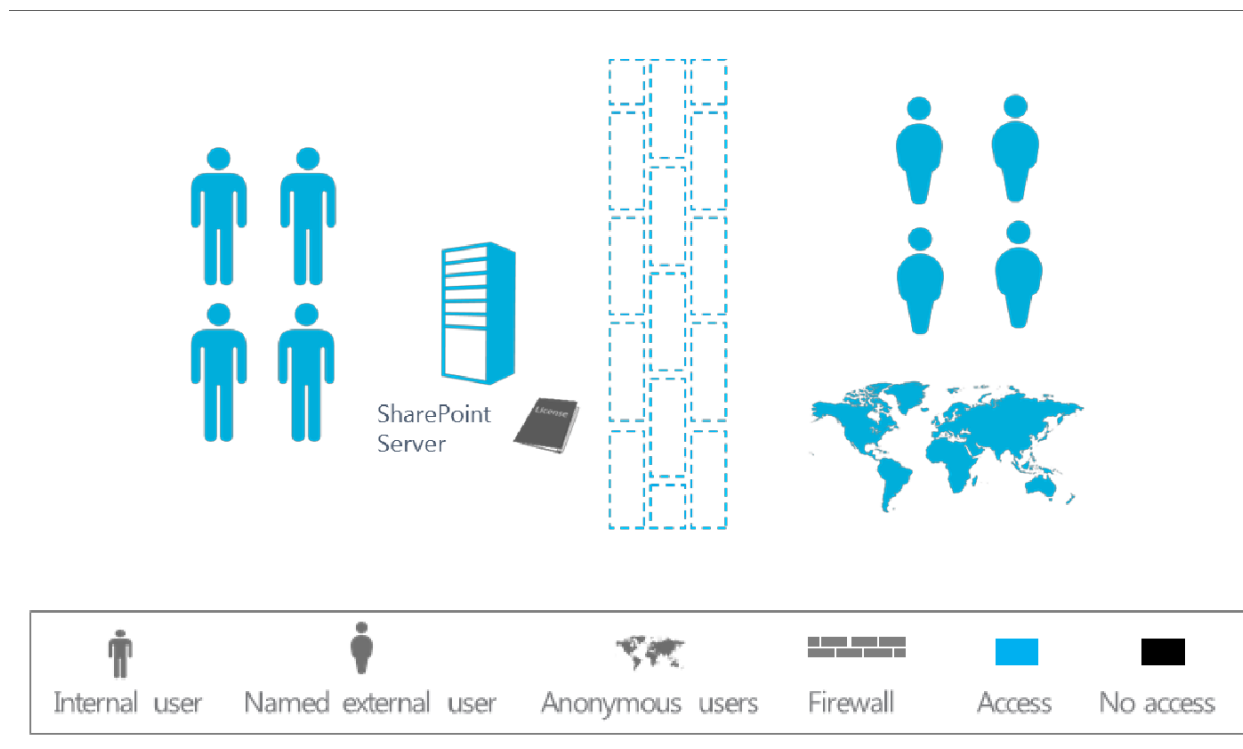 SharePoint
Server
License
Internal user
Named external user
Anonymous users
Firewall
Access
No access